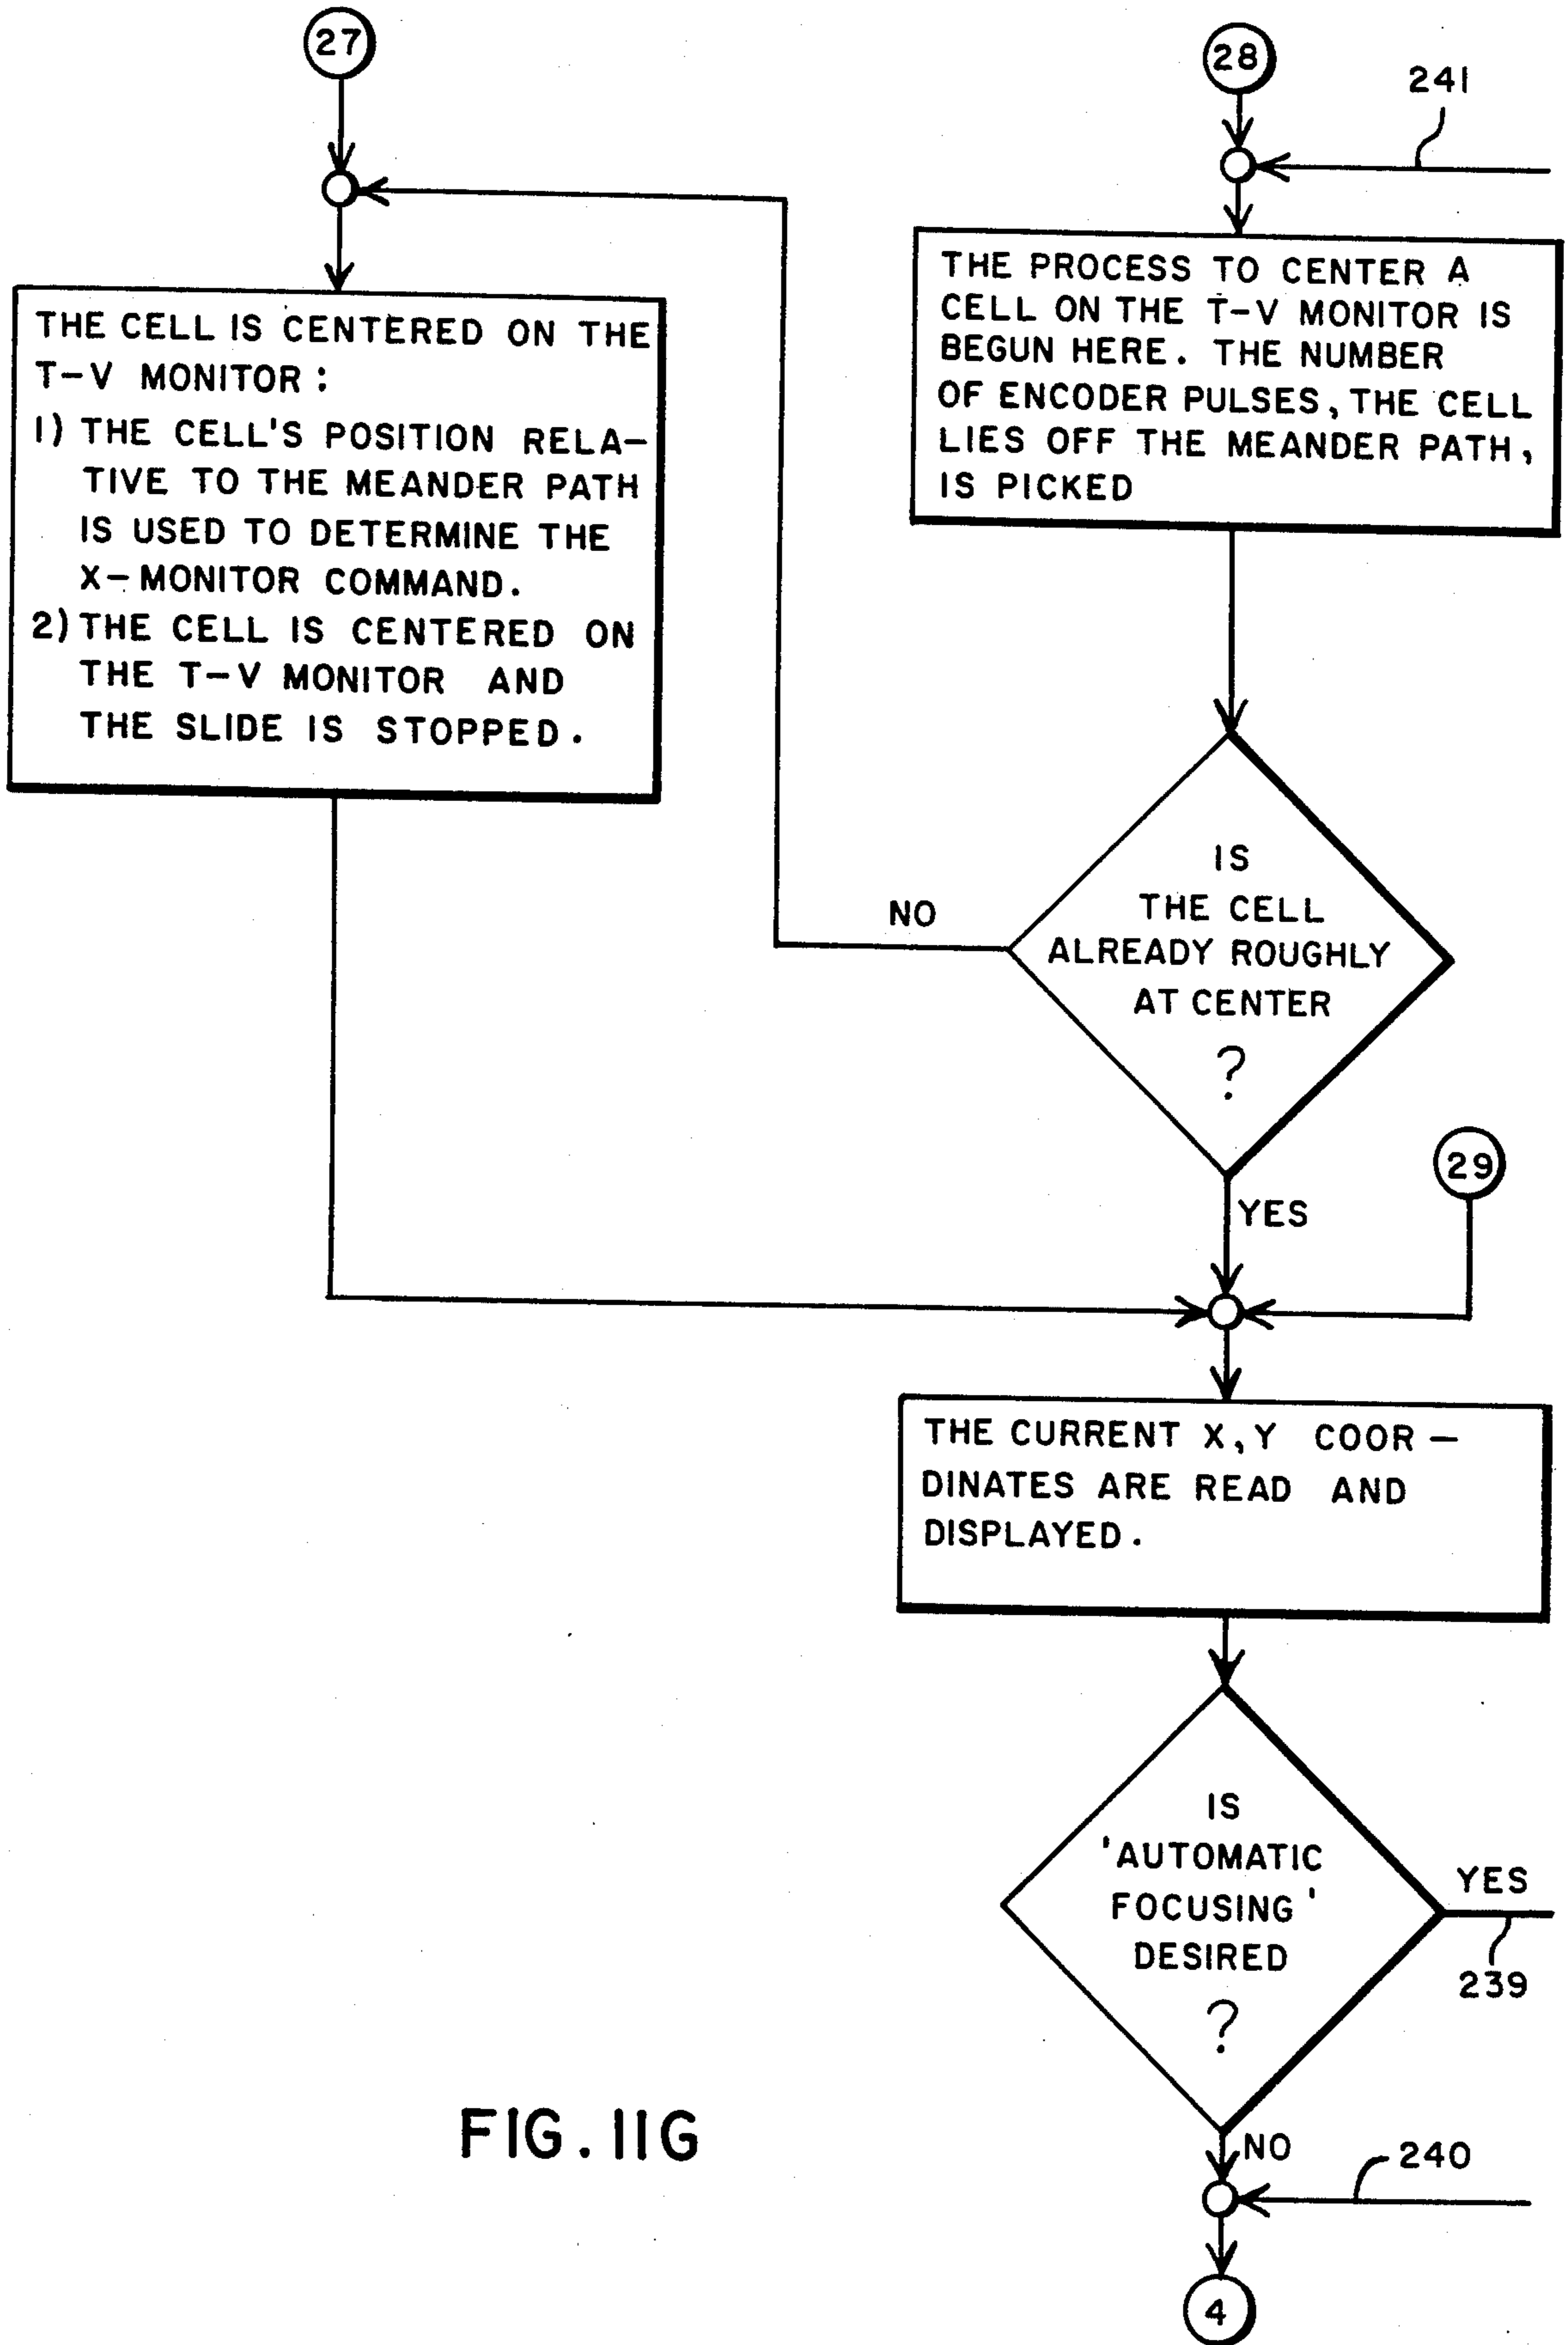 27
28
241
THE CELL IS CENTERED ON THE
T-V MONITOR :
1) THE CELL'S POSITION RELA-
TIVE TO THE MEANDER PATH
IS USED TO DETERMINE THE
X-MONITOR COMMAND.
2) THE CELL IS CENTERED ON
THE T-V MONITOR AND
THE SLIDE IS STOPPED.
THE PROCESS TO CENTER A
CELL ON THE T-V MONITOR IS
BEGUN HERE. THE NUMBER
OF ENCODER PULSES, THE CELL
LIES OFF THE MEANDER PATH,
IS PICKED
IS
THE CELL
ALREADY ROUGHLY
AT CENTER
?
NO
YES
29
THE CURRENT X,Y COOR-
DINATES ARE READ AND
DISPLAYED.
IS
'AUTOMATIC
FOCUSING'
DESIRED
?
YES
239
NO
240
4
FIG. 11G